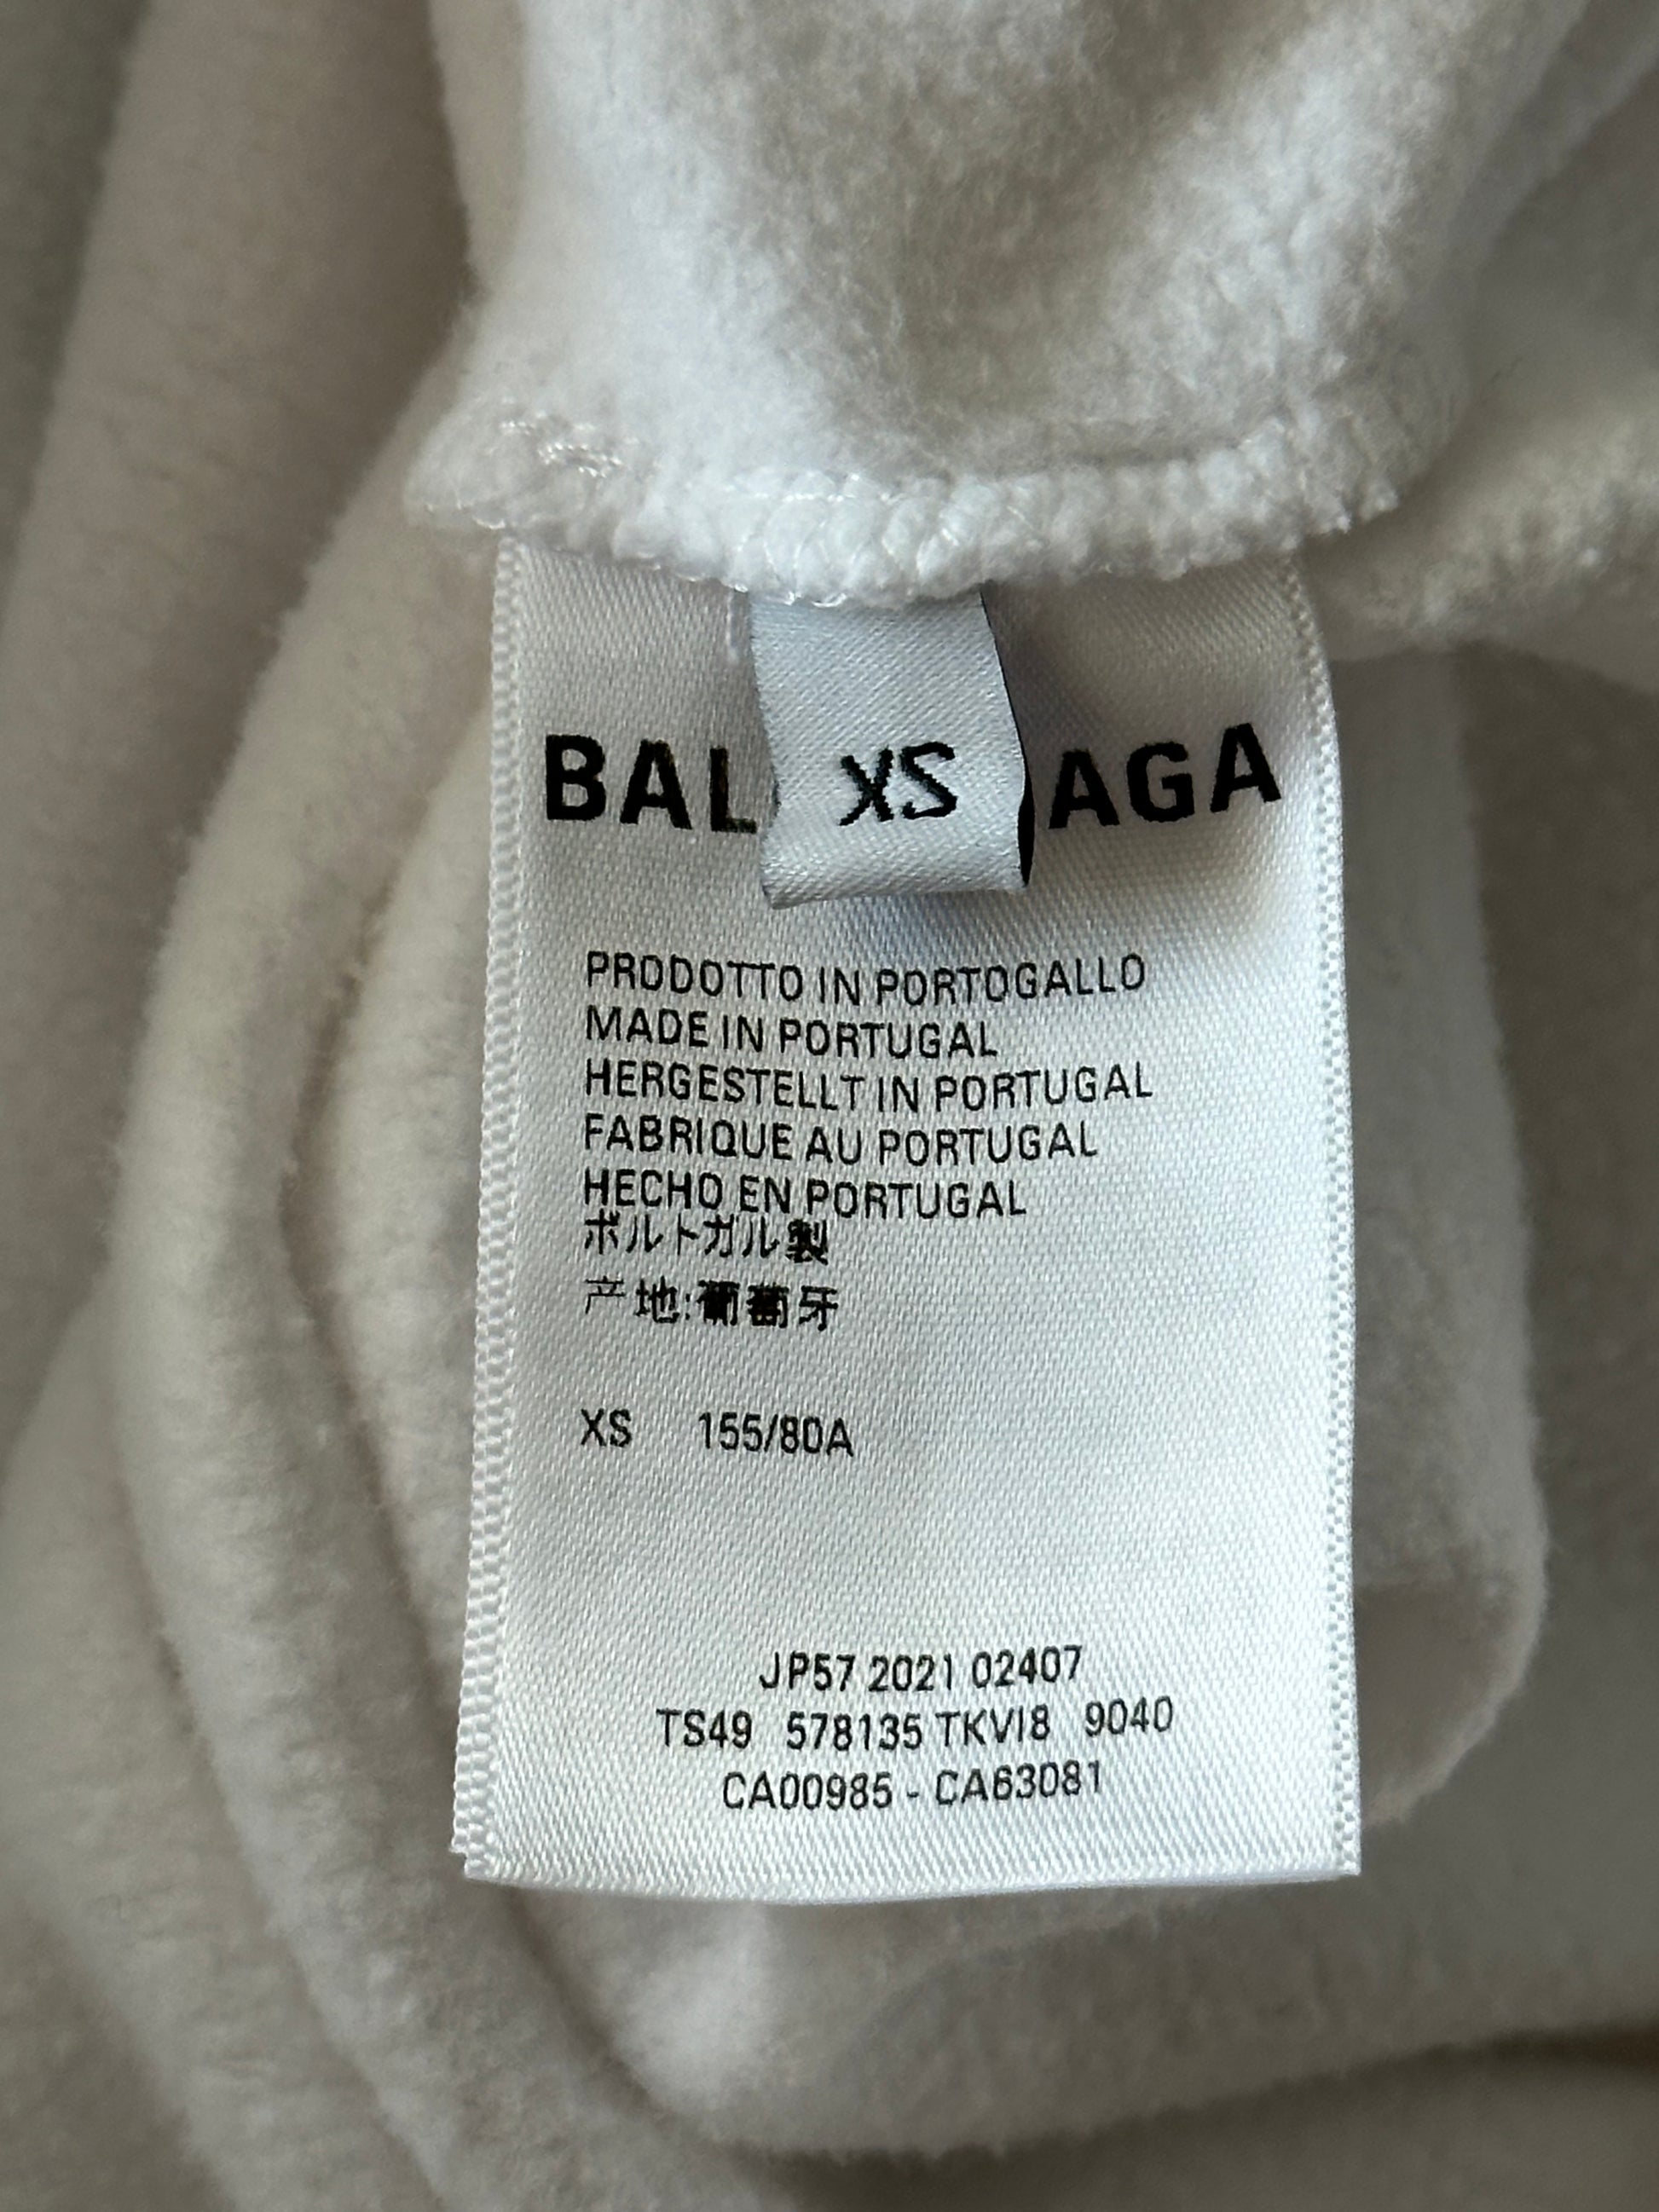 BAL XS AGA
PRODOTTO IN PORTOGALLO
MADE IN PORTUGAL
HERGESTELLT IN PORTUGAL
FABRIQUE AU PORTUGAL
HECHO EN PORTUGAL
ポルトガル製
产地:葡萄牙
XS 155/80A
JP57 2021 02407
TS49 578135 TKVI8 9040
CA00985 - CA63081